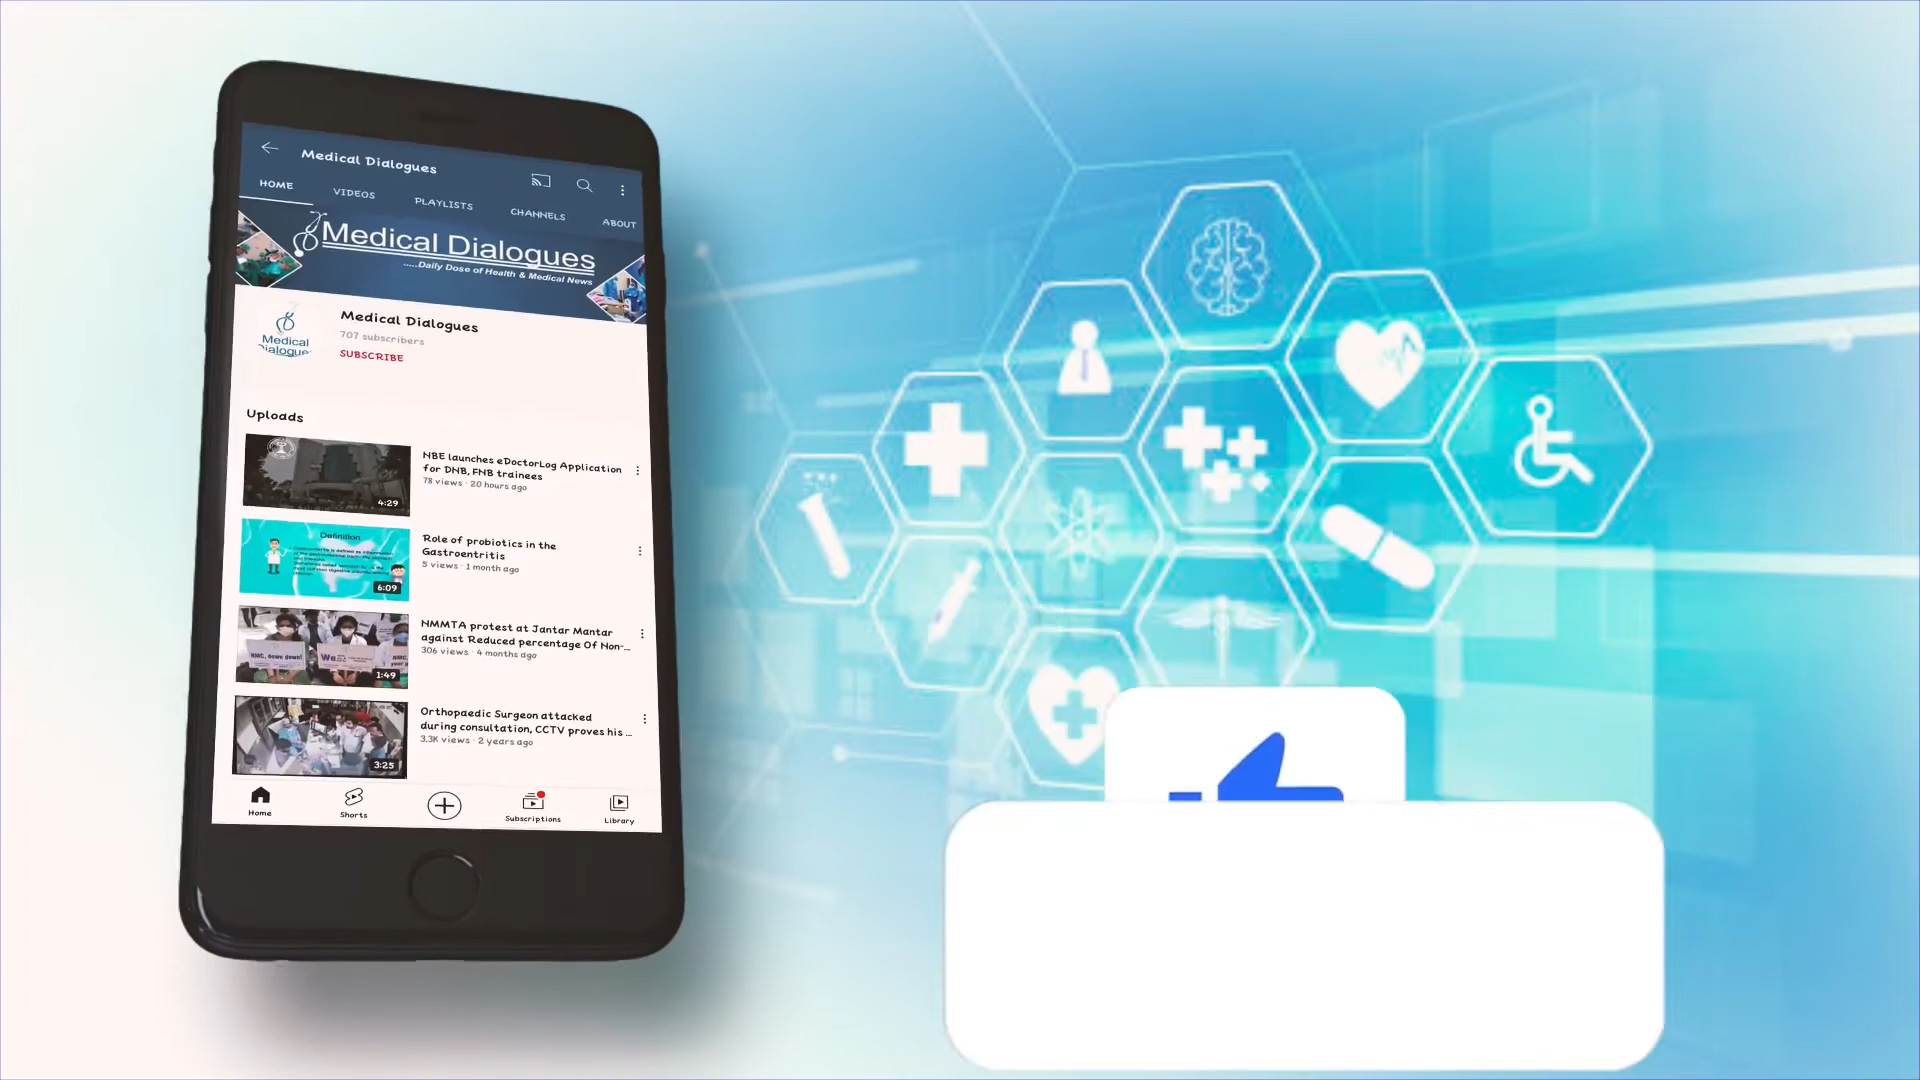 Medical Dialogues
HOME VIDEOS PLAYLISTS CHANNELS ABOUT
Medical Dialogues
.....Daily Dose of Health & Medical News
Medical Dialogues
707 subscribers
SUBSCRIBE
Medical
Dialogue
Uploads
NBE launches eDoctorLog Application
for DNB, FNB trainees
78 views · 20 hours ago
4:29
Role of probiotics in the
Gastroentritis
5 views · 1 month ago
Definition
6:09
NMMTA protest at Jantar Mantar
against Reduced percentage Of Non-...
306 views · 4 months ago
1:49
Orthopaedic Surgeon attacked
during consultation, CCTV proves his ...
3.3K views · 2 years ago
3:25
Home Shorts Subscriptions Library